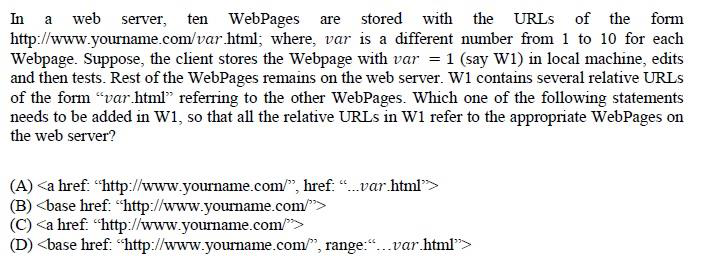 In a web server, ten WebPages are stored with the URLs of the form
http://www.yourname.com/var.html; where, var is a different number from 1 to 10 for each
Webpage. Suppose, the client stores the Webpage with var = 1 (say W1) in local machine, edits
and then tests. Rest of the WebPages remains on the web server. W1 contains several relative URLs
of the form “var.html” referring to the other WebPages. Which one of the following statements
needs to be added in W1, so that all the relative URLs in W1 refer to the appropriate WebPages on
the web server?
(A) <a href: “http://www.yourname.com/”, href: “...var.html”>
(B) <base href: “http://www.yourname.com/”>
(C) <a href: “http://www.yourname.com/”>
(D) <base href: “http://www.yourname.com/”, range:“...var.html”>